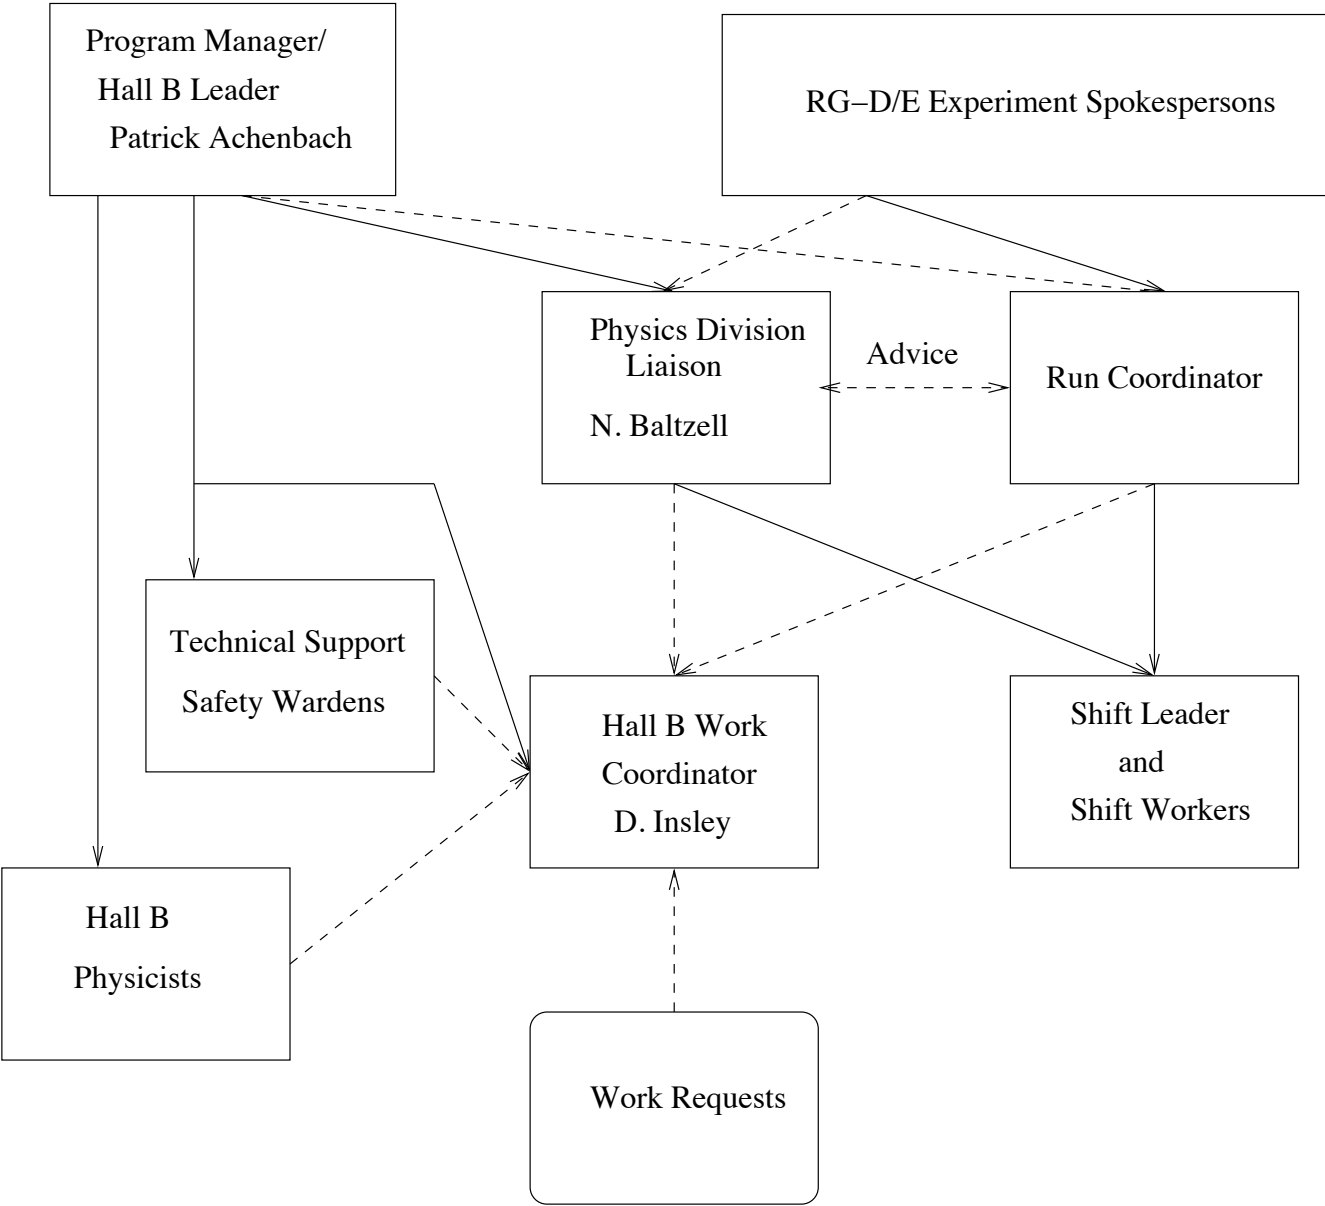 Program Manager/
Hall B Leader
Patrick Achenbach
RG–D/E Experiment Spokespersons
Physics Division
Liaison
N. Baltzell
Advice
Run Coordinator
Technical Support
Safety Wardens
Hall B Work
Coordinator
D. Insley
Shift Leader
and
Shift Workers
Hall B
Physicists
Work Requests